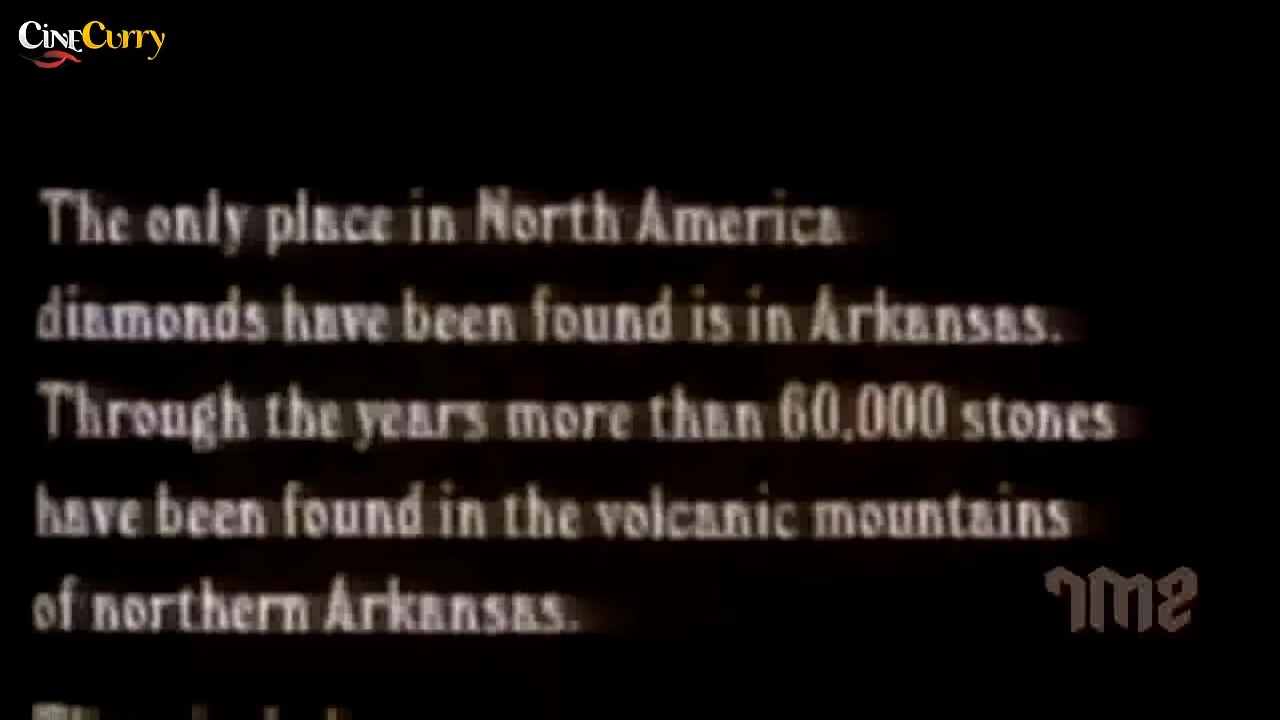 CineCurry
The only place in North America
diamonds have been found is in Arkansas.
Through the years more than 60,000 stones
have been found in the volcanic mountains
of northern Arkansas.